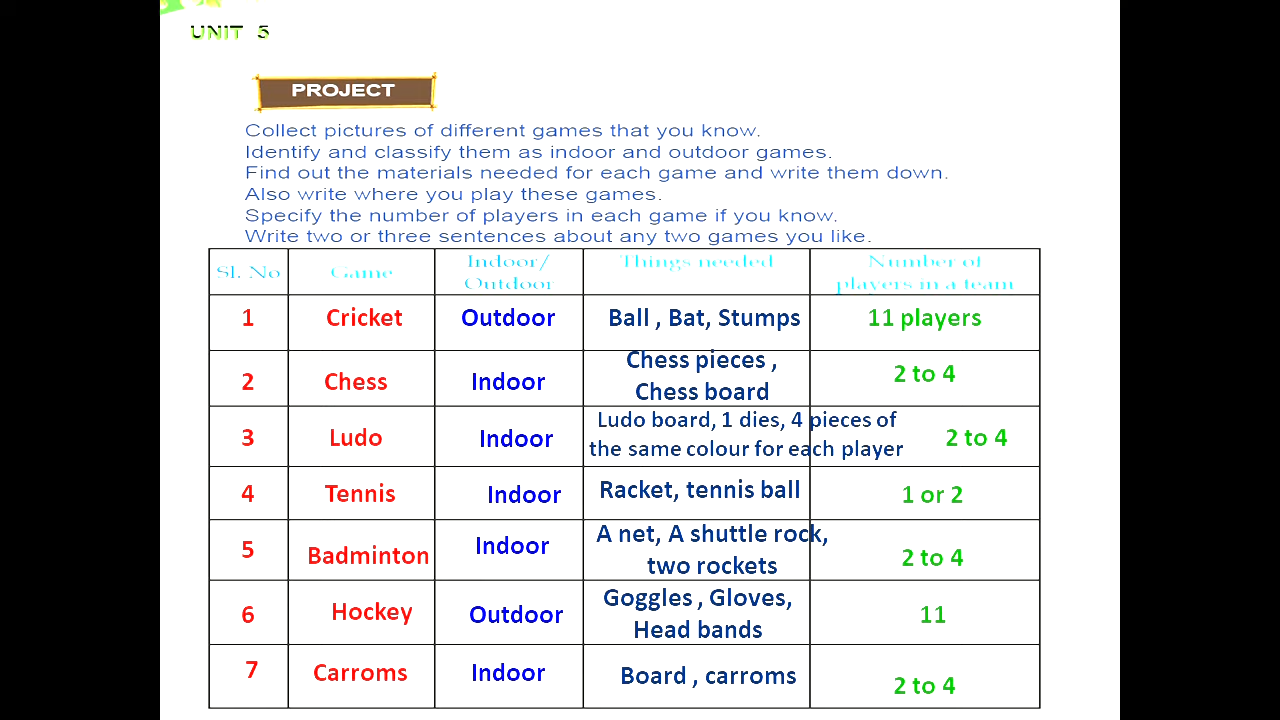 UNIT 5
PROJECT
Collect pictures of different games that you know.
Identify and classify them as indoor and outdoor games.
Find out the materials needed for each game and write them down.
Also write where you play these games.
Specify the number of players in each game if you know.
Write two or three sentences about any two games you like.
Sl. No Game Indoor/ Outdoor Things needed Number of players in a team
1 Cricket Outdoor Ball , Bat, Stumps 11 players
2 Chess Indoor Chess pieces , Chess board 2 to 4
3 Ludo Indoor Ludo board, 1 dies, 4 pieces of the same colour for each player 2 to 4
4 Tennis Indoor Racket, tennis ball 1 or 2
5 Badminton Indoor A net, A shuttle rock, two rockets 2 to 4
6 Hockey Outdoor Goggles , Gloves, Head bands 11
7 Carroms Indoor Board , carroms 2 to 4